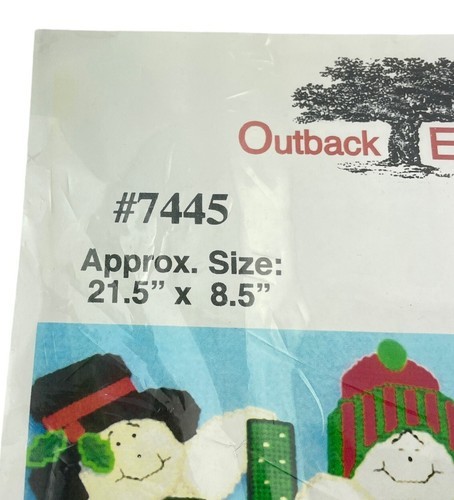 Outback E
#7445
Approx. Size:
21.5” x 8.5”